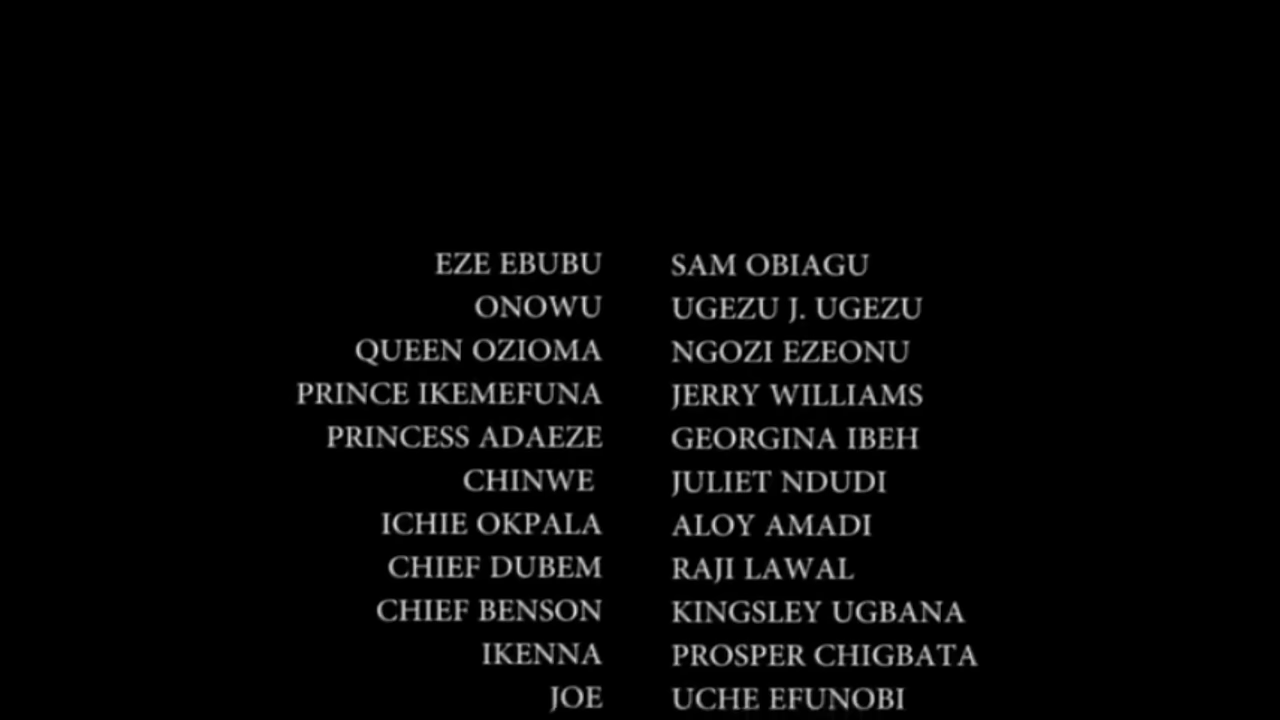 EZE EBUBU SAM OBIAGU
ONOWU UGEZU J. UGEZU
QUEEN OZIOMA NGOZI EZEONU
PRINCE IKEMEFUNA JERRY WILLIAMS
PRINCESS ADAEZE GEORGINA IBEH
CHINWE JULIET NDUDI
ICHIE OKPALA ALOY AMADI
CHIEF DUBEM RAJI LAWAL
CHIEF BENSON KINGSLEY UGBANA
IKENNA PROSPER CHIGBATA
JOE UCHE EFUNOBI